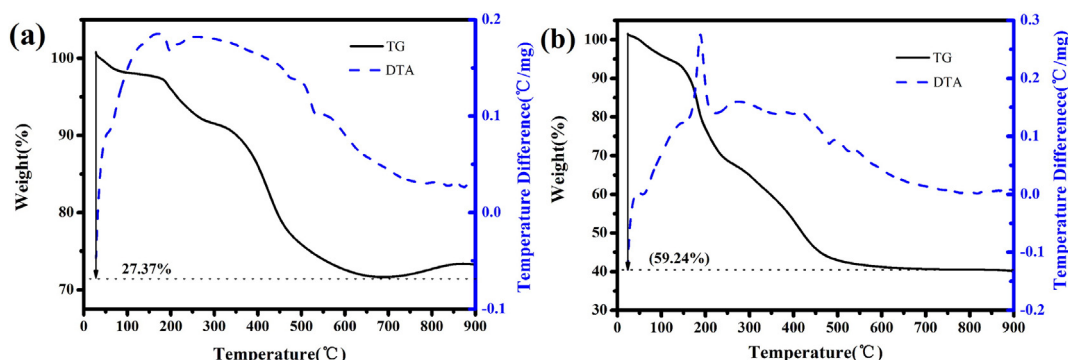 (a)
TG
DTA
27.37%
100
90
80
70
Weight(%)
0 100 200 300 400 500 600 700 800 900
Temperature(℃)
0.2
0.1
0.0
-0.1
Temperature Difference(℃/mg)
(b)
TG
DTA
(59.24%)
100
90
80
70
60
50
40
30
Weight(%)
0 100 200 300 400 500 600 700 800 900
Temperature(℃)
0.3
0.2
0.1
0.0
-0.1
-0.2
Temperature Differenece(℃/mg)